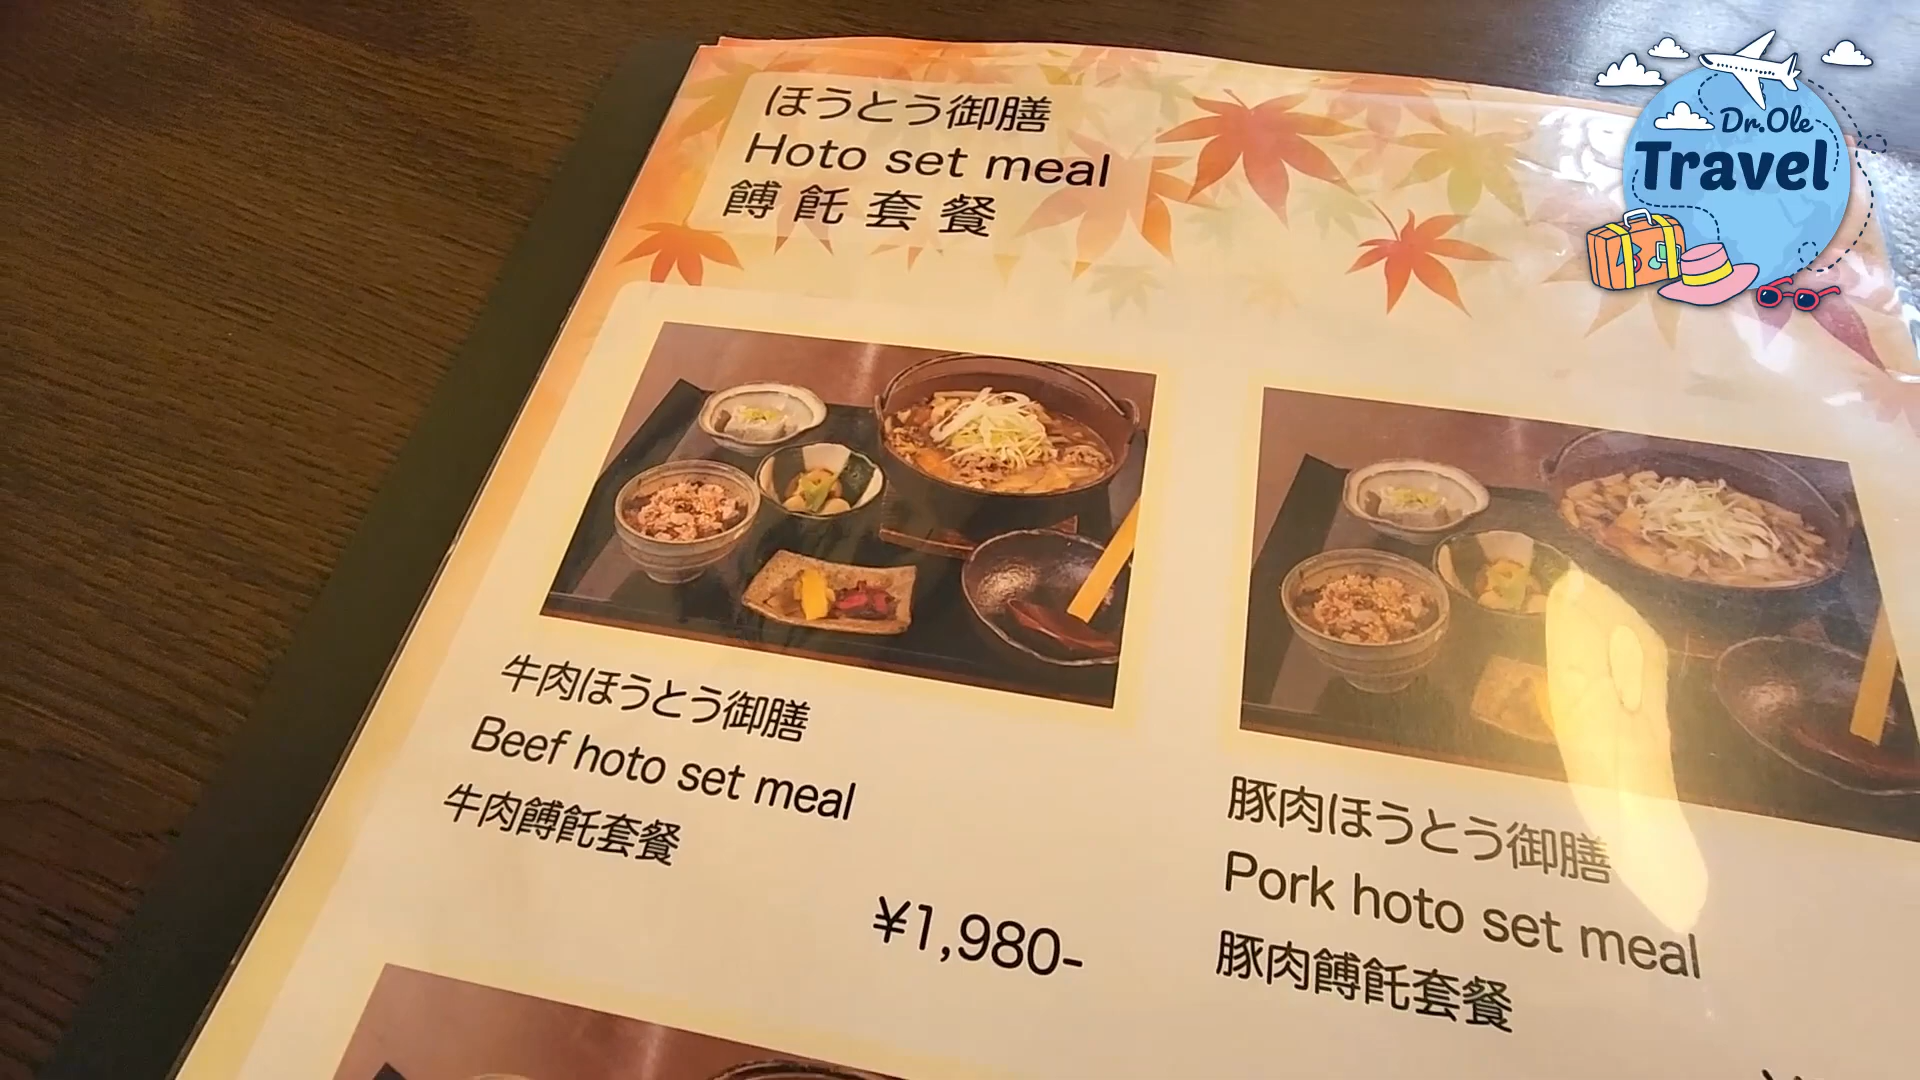 ほうとう御膳
Hoto set meal
餺飥套餐
牛肉ほうとう御膳
Beef hoto set meal
牛肉餺飥套餐
¥1,980-
豚肉ほうとう御膳
Pork hoto set meal
豚肉餺飥套餐
Dr.Ole
Travel